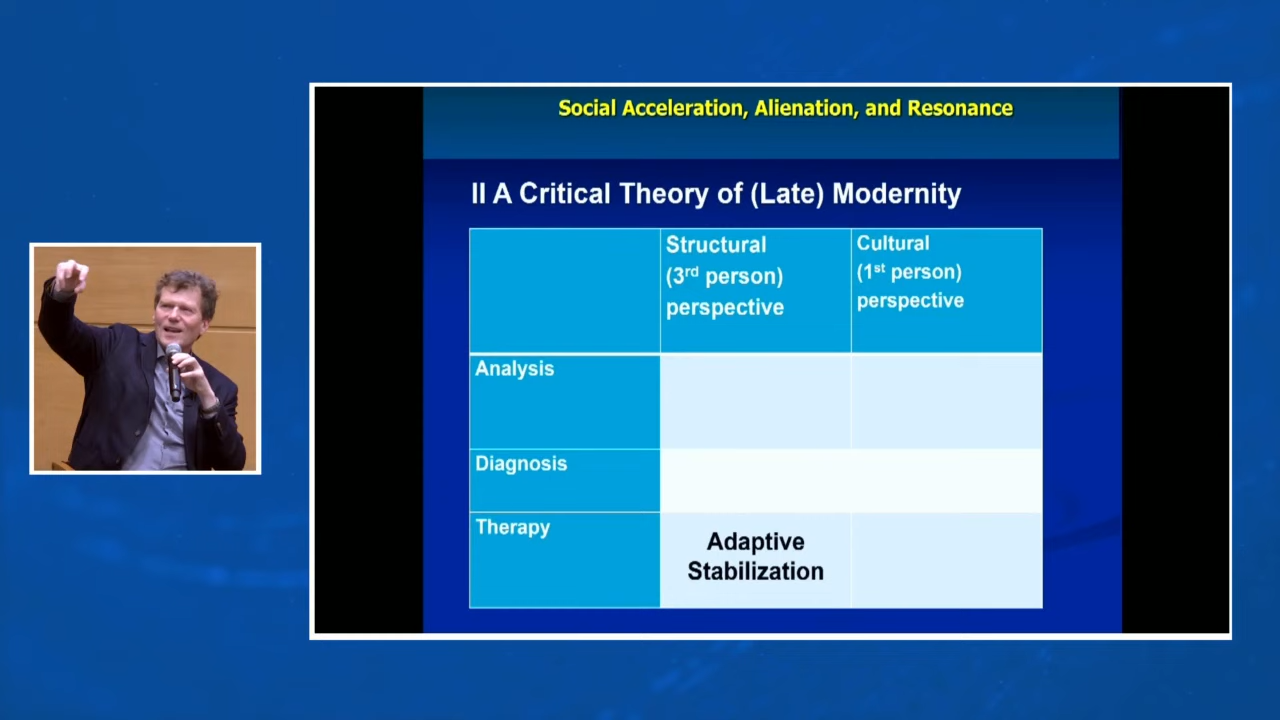 Social Acceleration, Alienation, and Resonance
II A Critical Theory of (Late) Modernity
Structural
(3rd person)
perspective
Cultural
(1st person)
perspective
Analysis
Diagnosis
Therapy
Adaptive
Stabilization